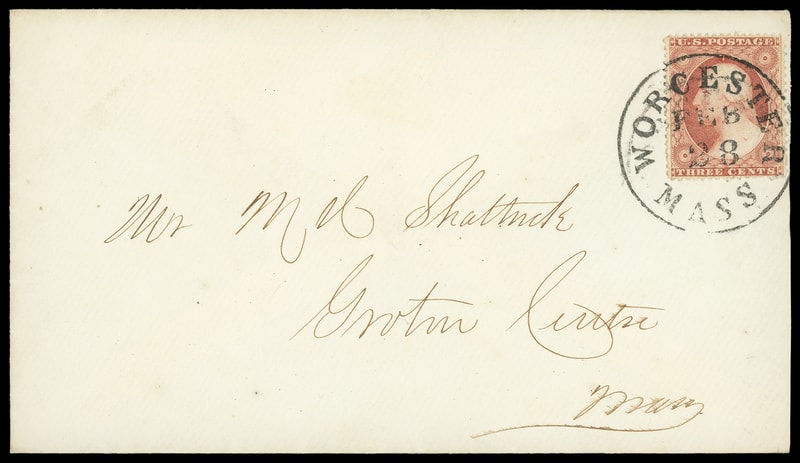 U.S. POSTAGE
THREE CENTS
WORCESTER
FEB
28
MASS
Mr M d Shattuck
Groton Centre
Mass